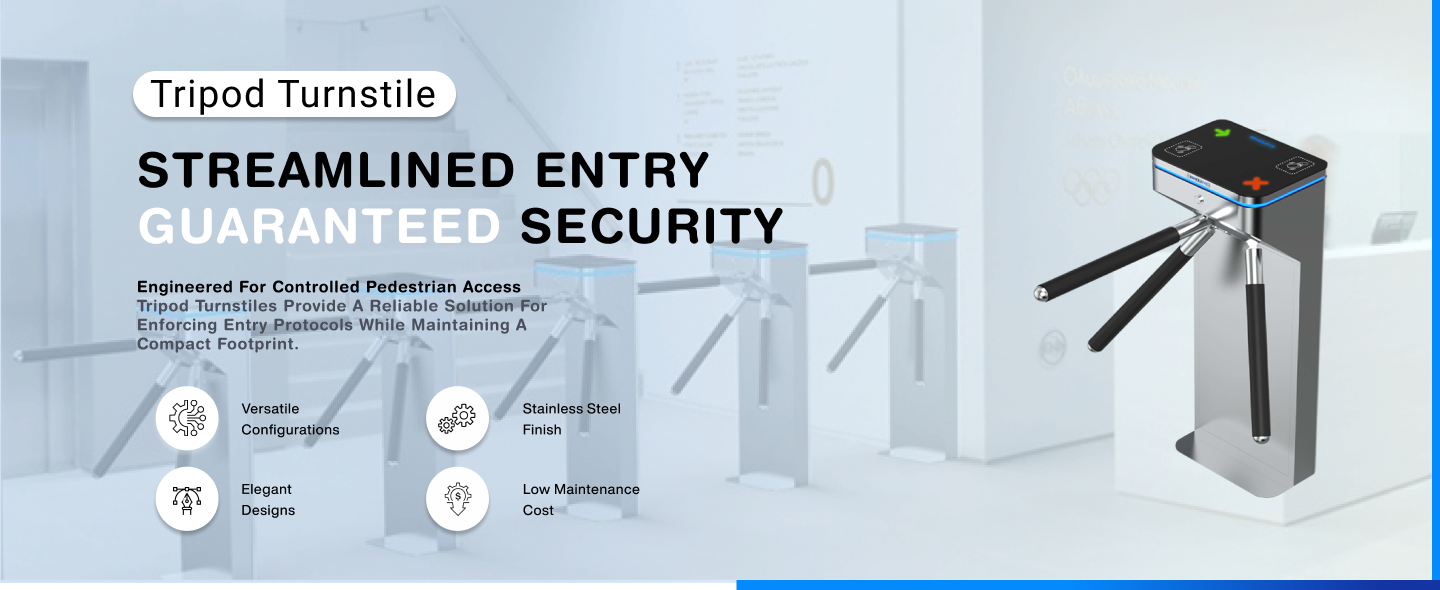 Tripod Turnstile
STREAMLINED ENTRY
GUARANTEED SECURITY
Engineered For Controlled Pedestrian Access
Tripod Turnstiles Provide A Reliable Solution For
Enforcing Entry Protocols While Maintaining A
Compact Footprint.
Versatile
Configurations
Stainless Steel
Finish
Elegant
Designs
Low Maintenance
Cost